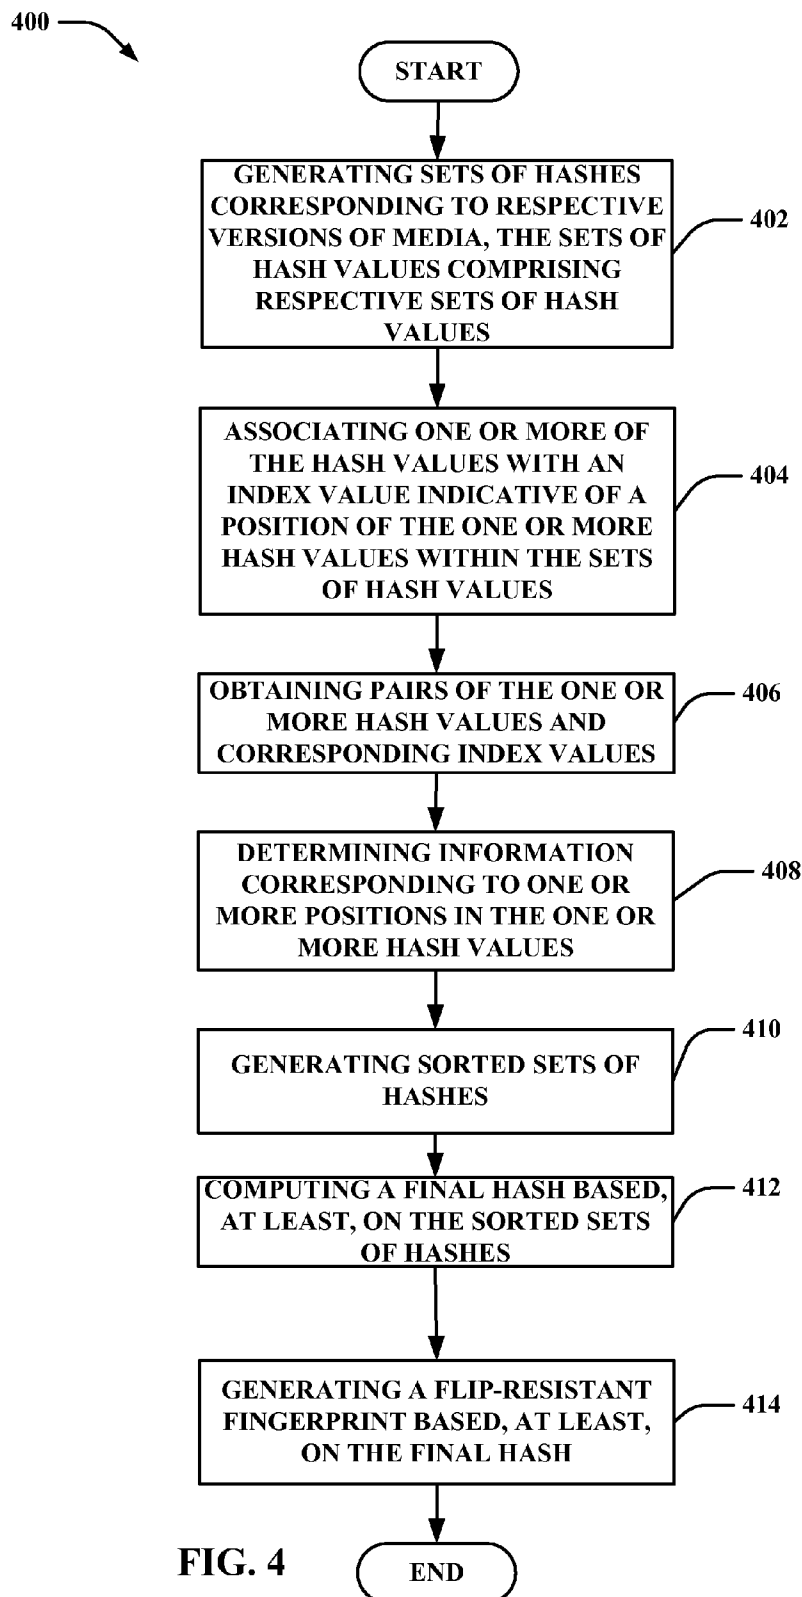 400
START
GENERATING SETS OF HASHES
CORRESPONDING TO RESPECTIVE
VERSIONS OF MEDIA, THE SETS OF
HASH VALUES COMPRISING
RESPECTIVE SETS OF HASH
VALUES
402
ASSOCIATING ONE OR MORE OF
THE HASH VALUES WITH AN
INDEX VALUE INDICATIVE OF A
POSITION OF THE ONE OR MORE
HASH VALUES WITHIN THE SETS
OF HASH VALUES
404
OBTAINING PAIRS OF THE ONE OR
MORE HASH VALUES AND
CORRESPONDING INDEX VALUES
406
DETERMINING INFORMATION
CORRESPONDING TO ONE OR
MORE POSITIONS IN THE ONE OR
MORE HASH VALUES
408
GENERATING SORTED SETS OF
HASHES
410
COMPUTING A FINAL HASH BASED,
AT LEAST, ON THE SORTED SETS
OF HASHES
412
GENERATING A FLIP-RESISTANT
FINGERPRINT BASED, AT LEAST,
ON THE FINAL HASH
414
END
FIG. 4